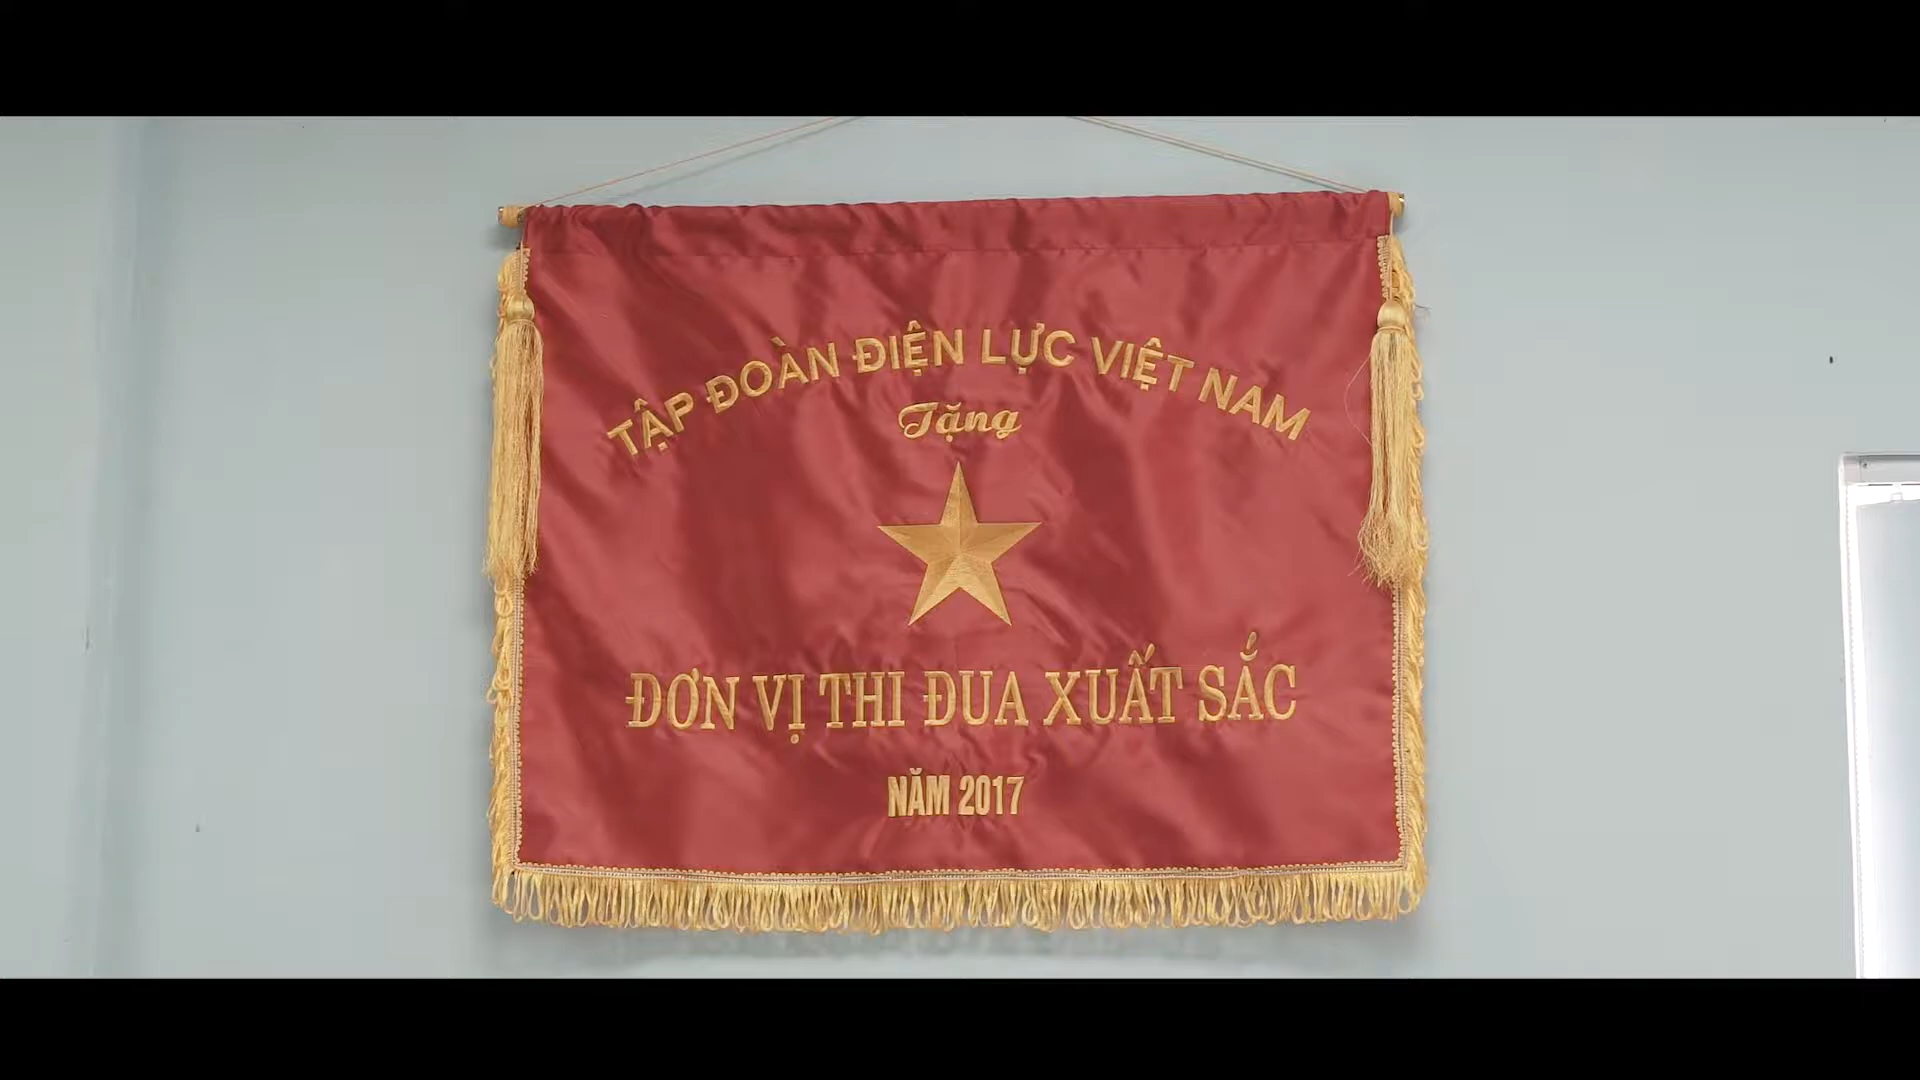 TẬP ĐOÀN ĐIỆN LỰC VIỆT NAM
Tặng
ĐƠN VỊ THI ĐUA XUẤT SẮC
NĂM 2017